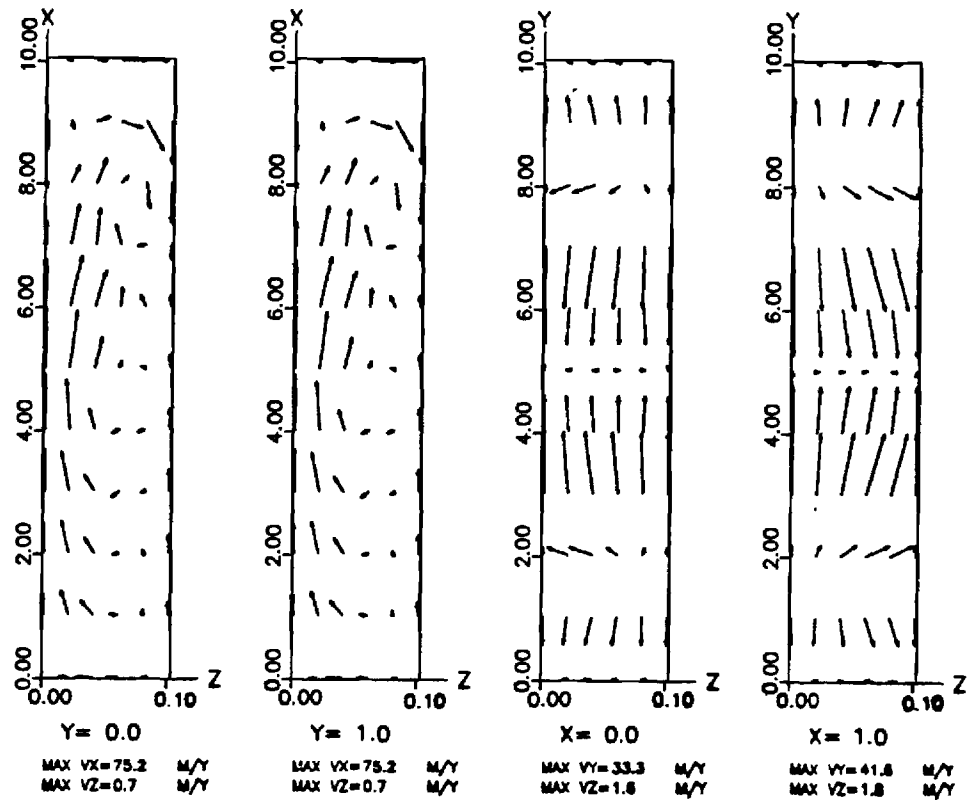 X
10.00
8.00
6.00
4.00
2.00
0.00
0.00
0.10
Z
Y= 0.0
MAX VX=75.2 M/Y
MAX VZ=0.7 M/Y
X
10.00
8.00
6.00
4.00
2.00
0.00
0.00
0.10
Z
Y= 1.0
MAX VX=75.2 M/Y
MAX VZ=0.7 M/Y
Y
10.00
8.00
6.00
4.00
2.00
0.00
0.00
0.10
Z
X= 0.0
MAX VY=33.3 M/Y
MAX VZ=1.6 M/Y
Y
10.00
8.00
6.00
4.00
2.00
0.00
0.00
0.10
Z
X= 1.0
MAX VY=41.6 M/Y
MAX VZ=1.8 M/Y